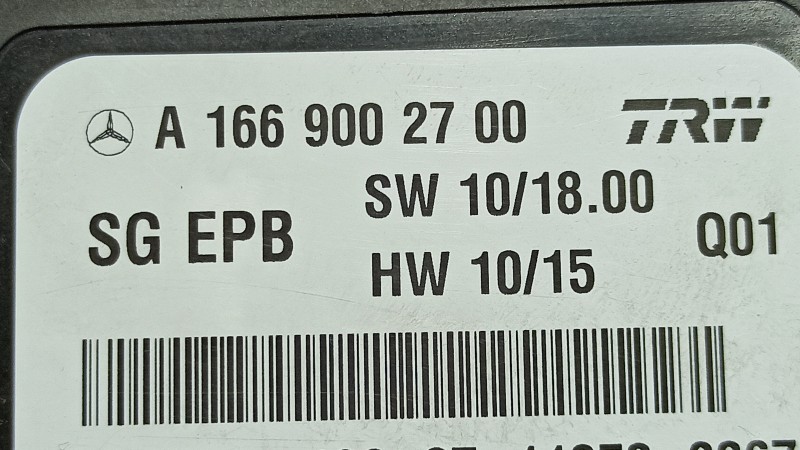 A 166 900 27 00 TRW
SW 10/18.00
SG EPB Q01
HW 10/15